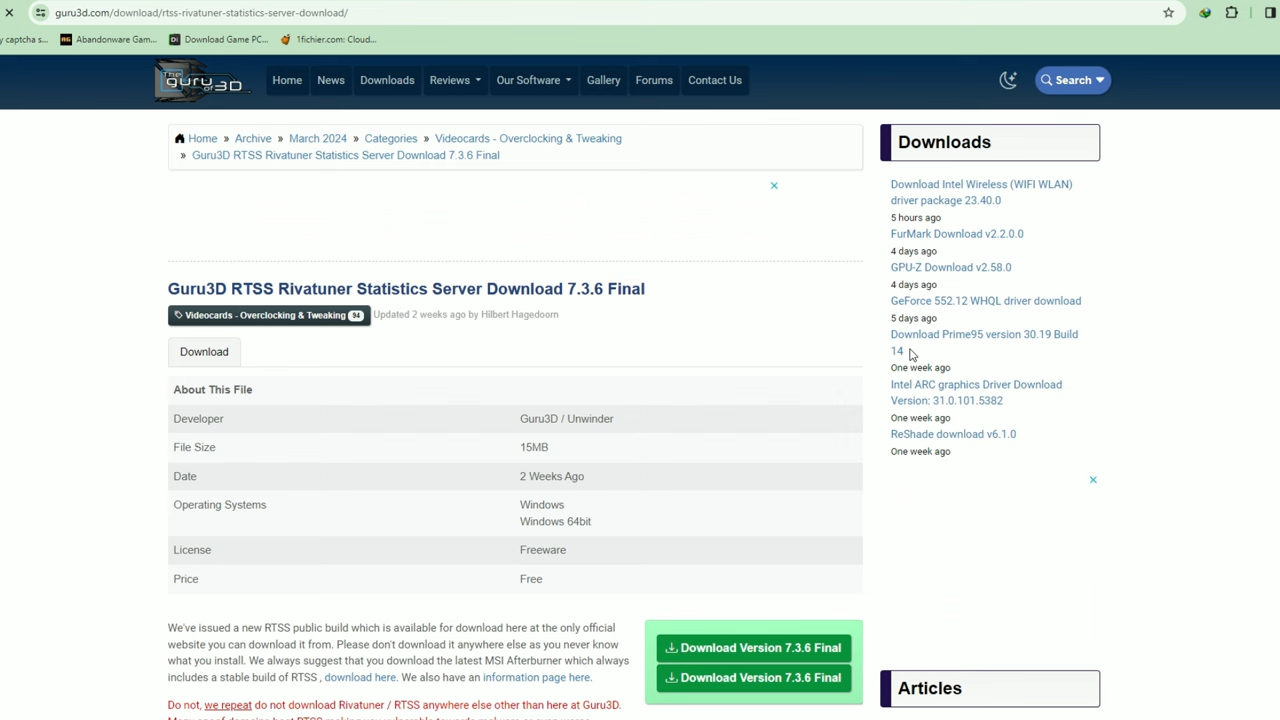 guru3d.com/download/rtss-rivatuner-statistics-server-download/
y captcha s... Abandonware Gam... Download Game PC... 1fichier.com: Cloud...
The guru of 3D Home News Downloads Reviews Our Software Gallery Forums Contact Us Search
Home » Archive » March 2024 » Categories » Videocards - Overclocking & Tweaking
» Guru3D RTSS Rivatuner Statistics Server Download 7.3.6 Final
Guru3D RTSS Rivatuner Statistics Server Download 7.3.6 Final
Videocards - Overclocking & Tweaking 94 Updated 2 weeks ago by Hilbert Hagedoorn
Download
About This File
Developer Guru3D / Unwinder
File Size 15MB
Date 2 Weeks Ago
Operating Systems Windows
Windows 64bit
License Freeware
Price Free
We've issued a new RTSS public build which is available for download here at the only official
website you can download it from. Please don't download it anywhere else as you never know
what you install. We always suggest that you download the latest MSI Afterburner which always
includes a stable build of RTSS , download here. We also have an information page here.
Do not, we repeat do not download Rivatuner / RTSS anywhere else other than here at Guru3D.
Download Version 7.3.6 Final
Download Version 7.3.6 Final
Downloads
Download Intel Wireless (WIFI WLAN)
driver package 23.40.0
5 hours ago
FurMark Download v2.2.0.0
4 days ago
GPU-Z Download v2.58.0
4 days ago
GeForce 552.12 WHQL driver download
5 days ago
Download Prime95 version 30.19 Build
14
One week ago
Intel ARC graphics Driver Download
Version: 31.0.101.5382
One week ago
ReShade download v6.1.0
One week ago
Articles